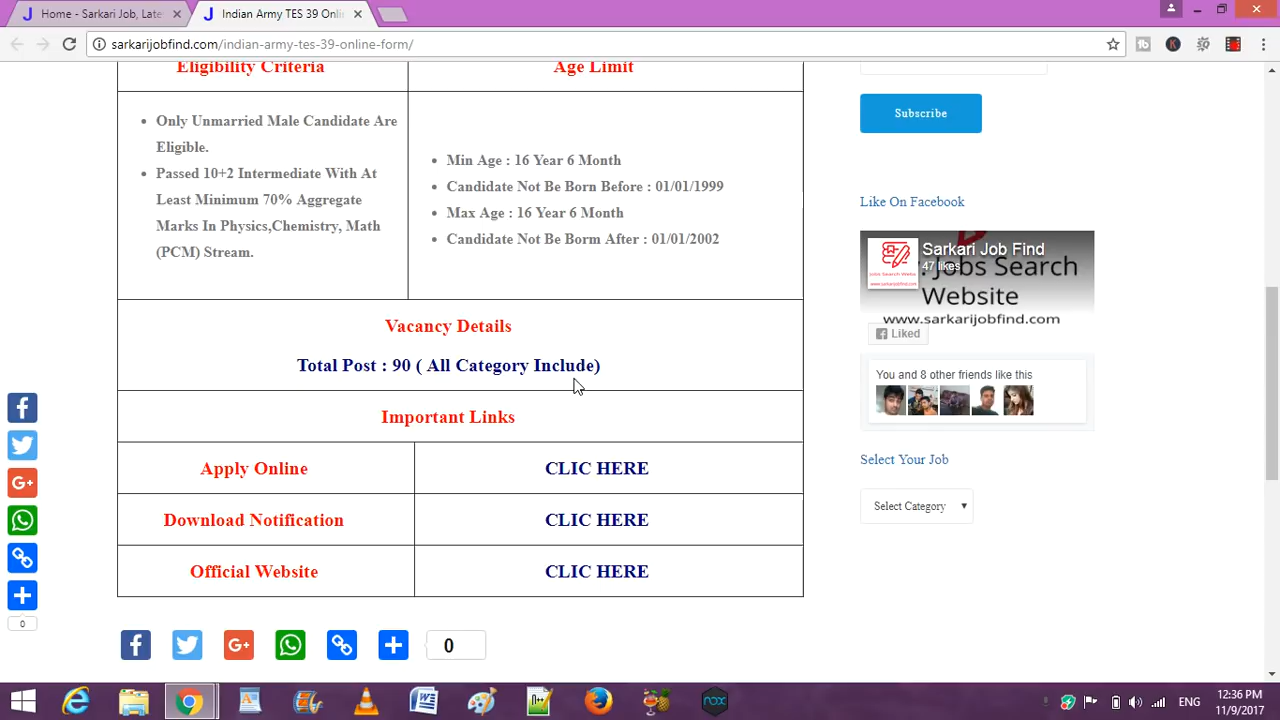 Home - Sarkari Job, Late
Indian Army TES 39 Onli
sarkarijobfind.com/indian-army-tes-39-online-form/
Eligibility Criteria
Age Limit
Only Unmarried Male Candidate Are
Eligible.
Passed 10+2 Intermediate With At
Least Minimum 70% Aggregate
Marks In Physics,Chemistry, Math
(PCM) Stream.
Min Age : 16 Year 6 Month
Candidate Not Be Born Before : 01/01/1999
Max Age : 16 Year 6 Month
Candidate Not Be Borm After : 01/01/2002
Vacancy Details
Total Post : 90 ( All Category Include)
Important Links
Apply Online
CLIC HERE
Download Notification
CLIC HERE
Official Website
CLIC HERE
0
0
Subscribe
Like On Facebook
Sarkari Job Find
47 likes
Jobs Search
Website
www.sarkarijobfind.com
Liked
You and 8 other friends like this
Select Your Job
Select Category
ENG
12:36 PM
11/9/2017